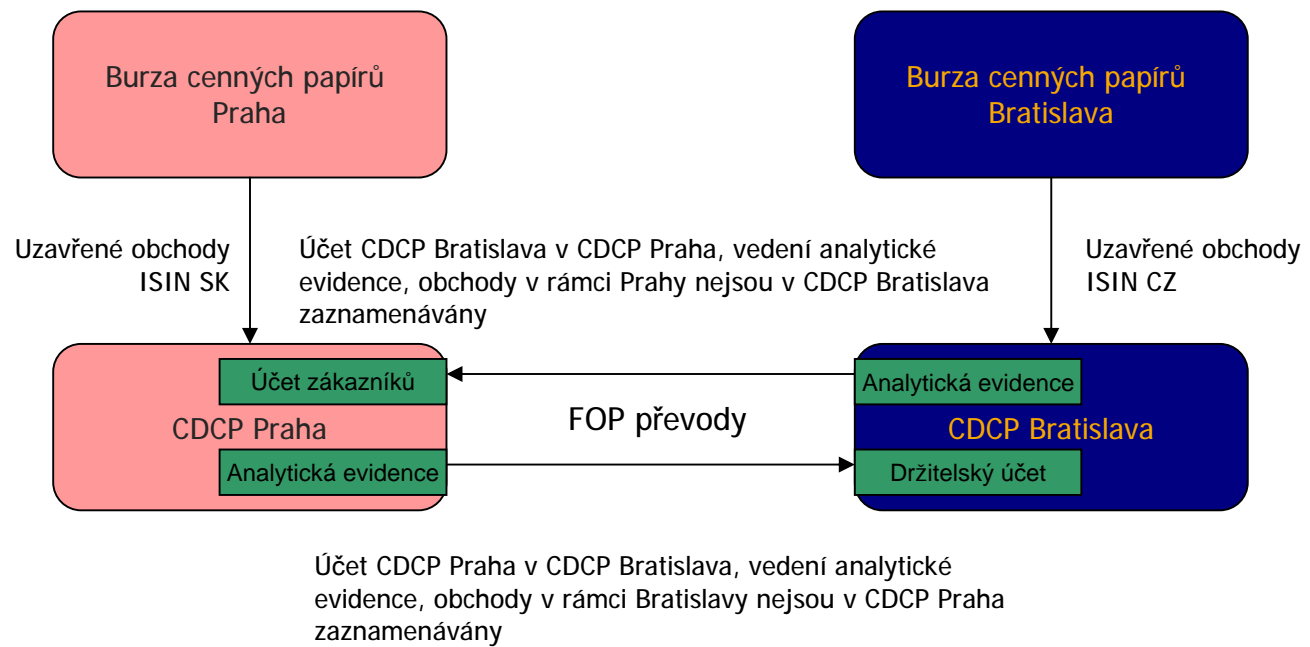 Burza cenných papírů
Praha
Burza cenných papírů
Bratislava
Uzavřené obchody
ISIN SK
Účet CDCP Bratislava v CDCP Praha, vedení analytické
evidence, obchody v rámci Prahy nejsou v CDCP Bratislava
zaznamenávány
Uzavřené obchody
ISIN CZ
Účet zákazníků
CDCP Praha
Analytická evidence
FOP převody
Analytická evidence
CDCP Bratislava
Držitelský účet
Účet CDCP Praha v CDCP Bratislava, vedení analytické
evidence, obchody v rámci Bratislavy nejsou v CDCP Praha
zaznamenávány